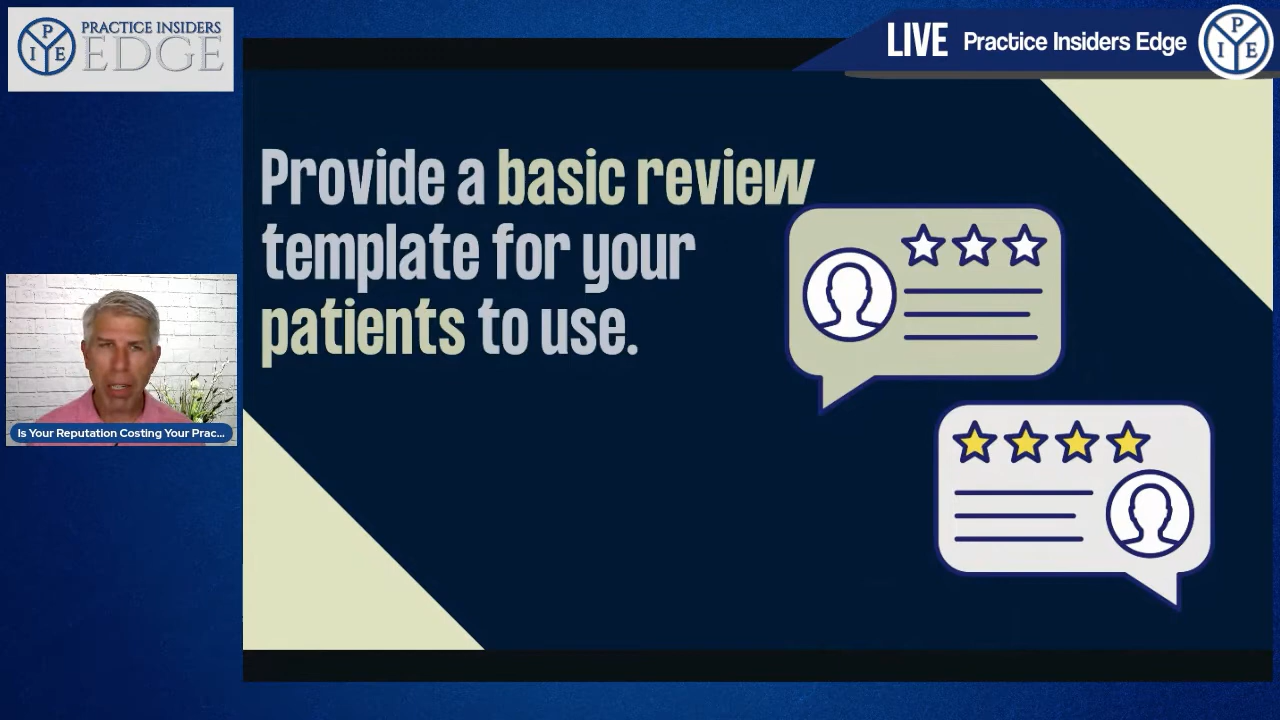 P
I
E
PRACTICE INSIDERS
EDGE
LIVE Practice Insiders Edge
P
I
E
Provide a basic review
template for your
patients to use.
Is Your Reputation Costing Your Prac...